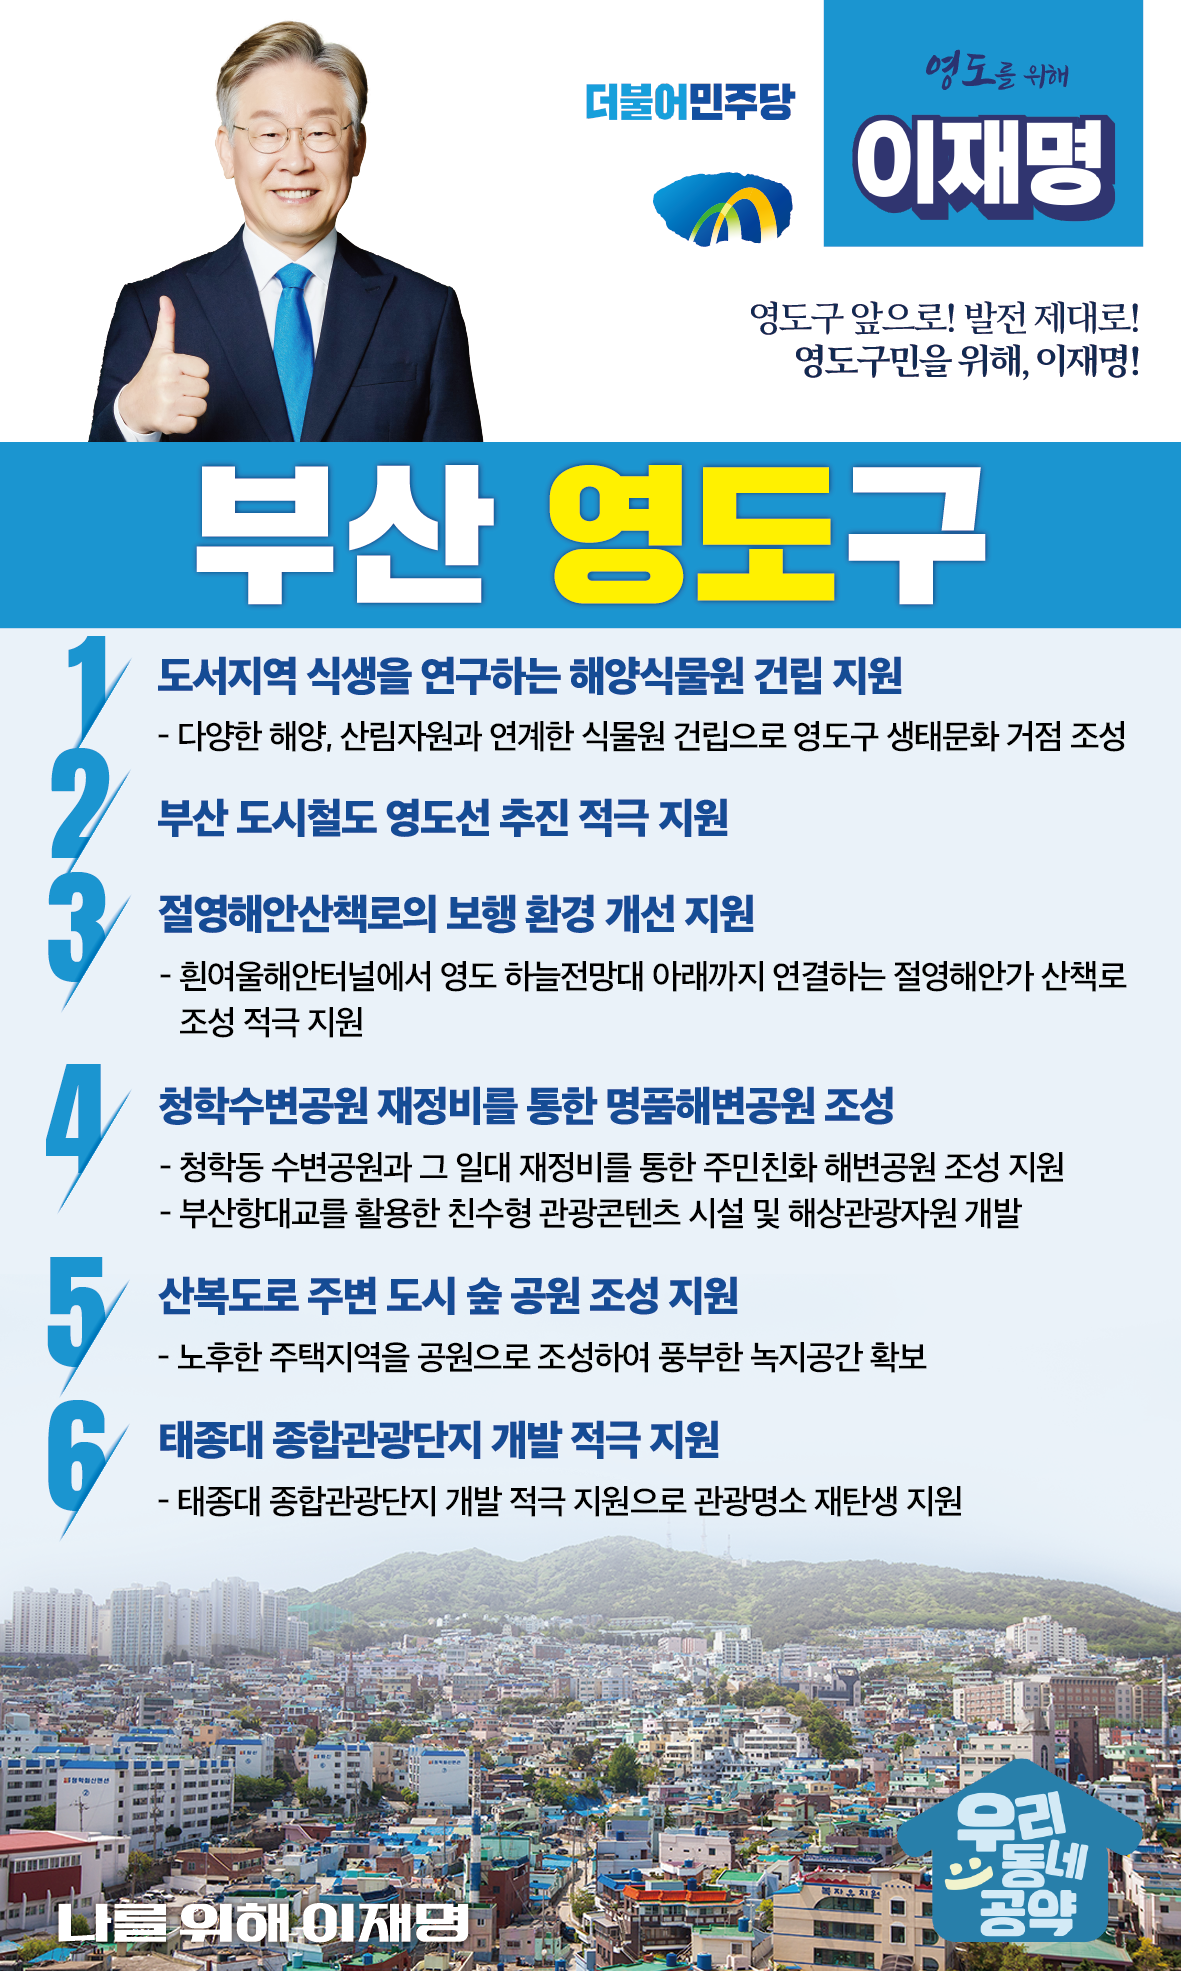 더불어민주당
영도를 위해
이재명
영도구 앞으로! 발전 제대로!
영도구민을 위해, 이재명!
부산 영도구
1
도서지역 식생을 연구하는 해양식물원 건립 지원
- 다양한 해양, 산림자원과 연계한 식물원 건립으로 영도구 생태문화 거점 조성
2
부산 도시철도 영도선 추진 적극 지원
3
절영해안산책로의 보행 환경 개선 지원
- 흰여울해안터널에서 영도 하늘전망대 아래까지 연결하는 절영해안가 산책로
조성 적극 지원
4
청학수변공원 재정비를 통한 명품해변공원 조성
- 청학동 수변공원과 그 일대 재정비를 통한 주민친화 해변공원 조성 지원
- 부산항대교를 활용한 친수형 관광콘텐츠 시설 및 해상관광자원 개발
5
산복도로 주변 도시 숲 공원 조성 지원
- 노후한 주택지역을 공원으로 조성하여 풍부한 녹지공간 확보
6
태종대 종합관광단지 개발 적극 지원
- 태종대 종합관광단지 개발 적극 지원으로 관광명소 재탄생 지원
우리
동네
공약
나를 위해 이재명